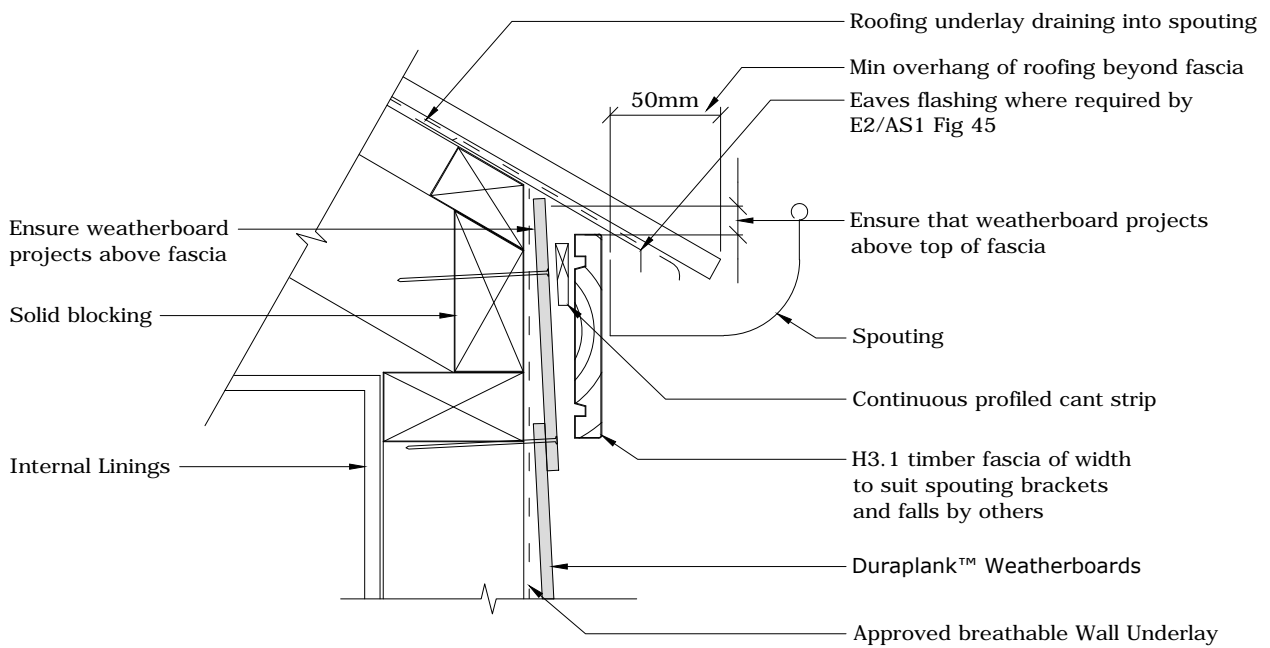 Roofing underlay draining into spouting
Min overhang of roofing beyond fascia
50mm
Eaves flashing where required by
E2/AS1 Fig 45
Ensure weatherboard
projects above fascia
Ensure that weatherboard projects
above top of fascia
Solid blocking
Spouting
Continuous profiled cant strip
Internal Linings
H3.1 timber fascia of width
to suit spouting brackets
and falls by others
Duraplank™ Weatherboards
Approved breathable Wall Underlay